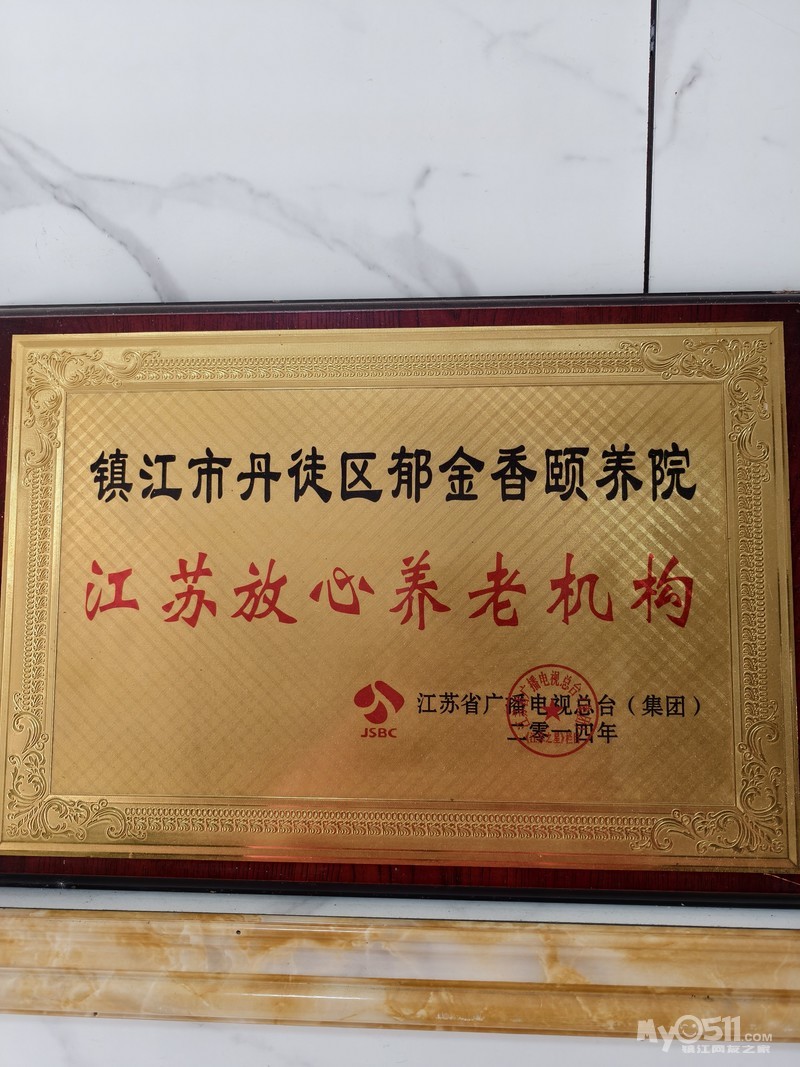 镇江市丹徒区郁金香颐养院
江苏放心养老机构
JSBC
江苏省广播电视总台（集团）
二零一四年
My0511.COM
镇江网友之家